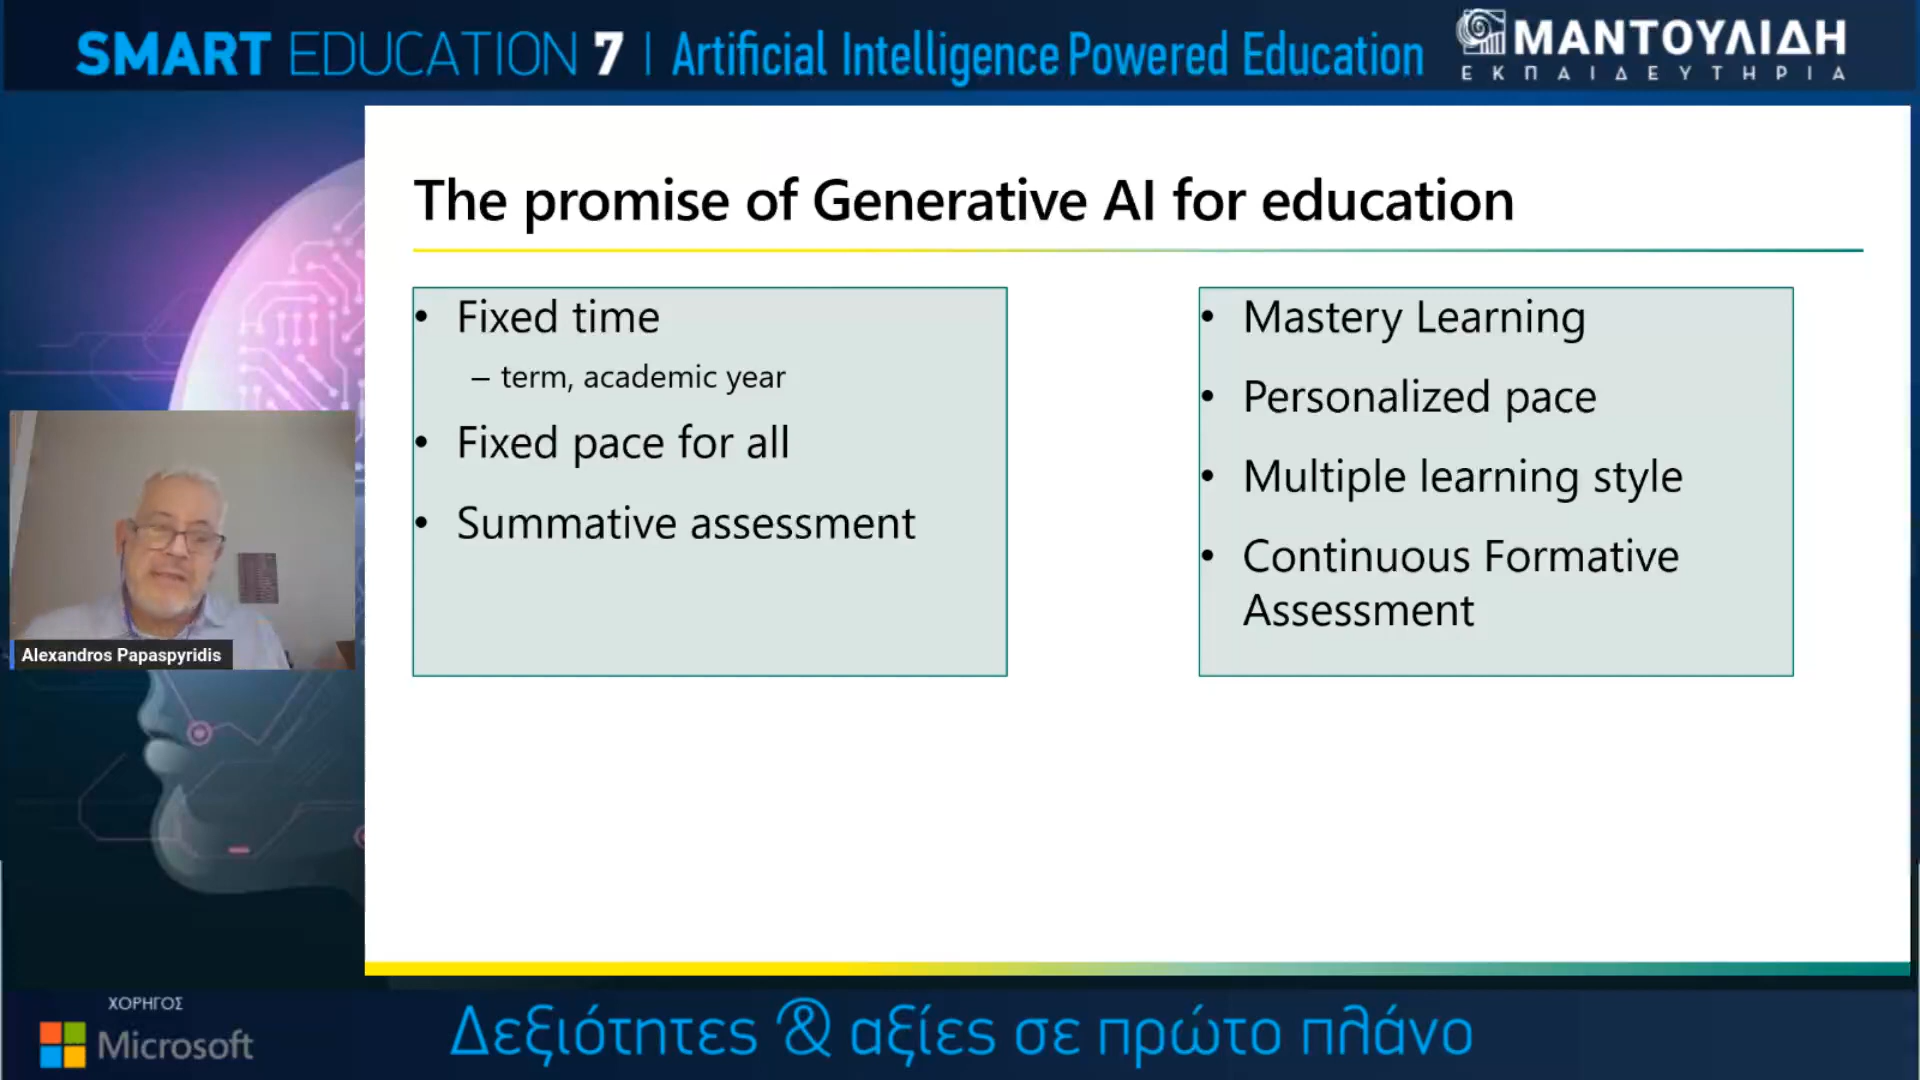 SMART EDUCATION 7 | Artificial Intelligence Powered Education
ΜΑΝΤΟΥΛΙΔΗ
ΕΚΠΑΙΔΕΥΤΗΡΙΑ
The promise of Generative AI for education
• Fixed time
– term, academic year
• Fixed pace for all
• Summative assessment
• Mastery Learning
• Personalized pace
• Multiple learning style
• Continuous Formative
Assessment
Alexandros Papaspyridis
ΧΟΡΗΓΟΣ
Microsoft
Δεξιότητες & αξίες σε πρώτο πλάνο